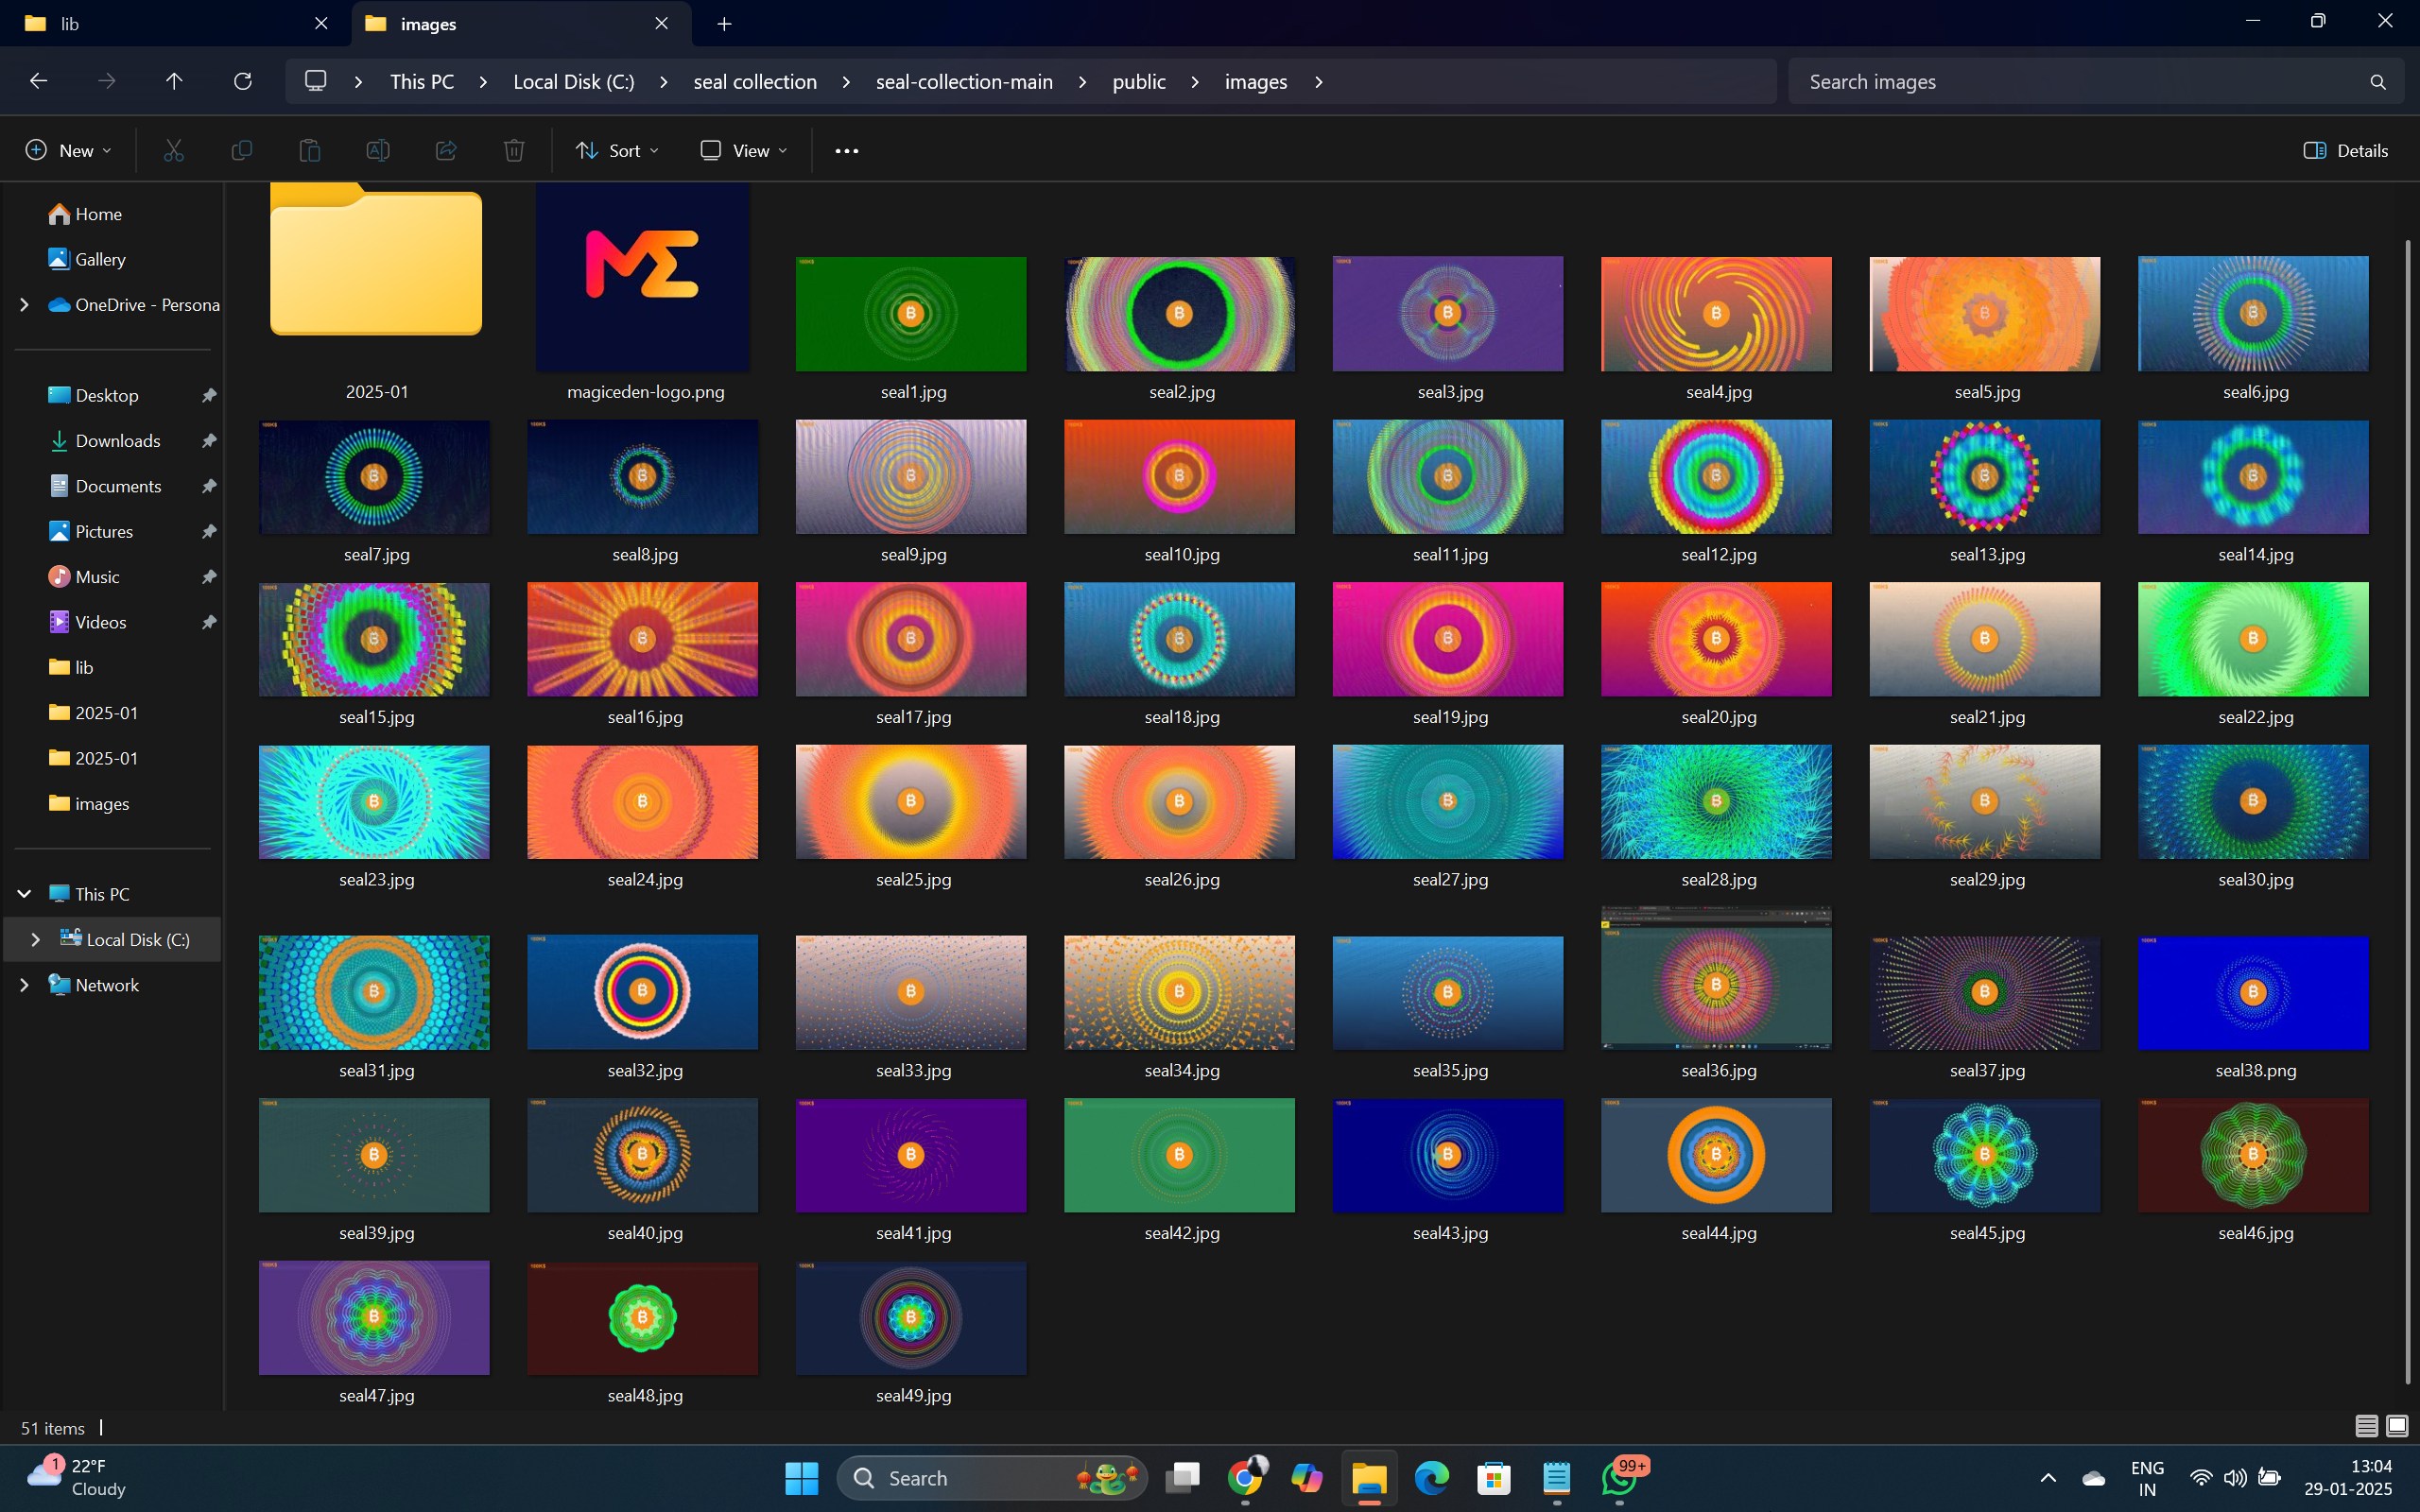 lib
images
This PC
Local Disk (C:)
seal collection
seal-collection-main
public
images
Search images
New
Sort
View
Details
Home
Gallery
OneDrive - Persona
Desktop
Downloads
Documents
Pictures
Music
Videos
lib
2025-01
2025-01
images
This PC
Local Disk (C:)
Network
2025-01
magiceden-logo.png
seal1.jpg
seal2.jpg
seal3.jpg
seal4.jpg
seal5.jpg
seal6.jpg
seal7.jpg
seal8.jpg
seal9.jpg
seal10.jpg
seal11.jpg
seal12.jpg
seal13.jpg
seal14.jpg
seal15.jpg
seal16.jpg
seal17.jpg
seal18.jpg
seal19.jpg
seal20.jpg
seal21.jpg
seal22.jpg
seal23.jpg
seal24.jpg
seal25.jpg
seal26.jpg
seal27.jpg
seal28.jpg
seal29.jpg
seal30.jpg
seal31.jpg
seal32.jpg
seal33.jpg
seal34.jpg
seal35.jpg
seal36.jpg
seal37.jpg
seal38.png
seal39.jpg
seal40.jpg
seal41.jpg
seal42.jpg
seal43.jpg
seal44.jpg
seal45.jpg
seal46.jpg
seal47.jpg
seal48.jpg
seal49.jpg
51 items
1
22°F
Cloudy
Search
99+
ENG
IN
13:04
29-01-2025